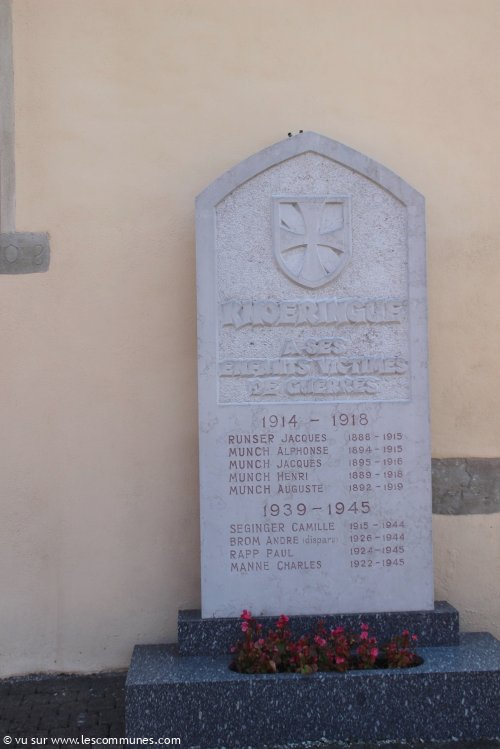 KNOERINGUE
A SES
ENFANTS VICTIMES
DE GUERRES
1914 - 1918
RUNSER JACQUES 1888 - 1915
MUNCH ALPHONSE 1894 - 1915
MUNCH JACQUES 1895 - 1916
MUNCH HENRI 1889 - 1918
MUNCH AUGUSTE 1892 - 1919
1939 - 1945
SEGINGER CAMILLE 1915 - 1944
BROM ANDRE (disparu) 1926 - 1944
RAPP PAUL 1924 - 1945
MANNE CHARLES 1922 - 1945
© vu sur www.lescommunes.com